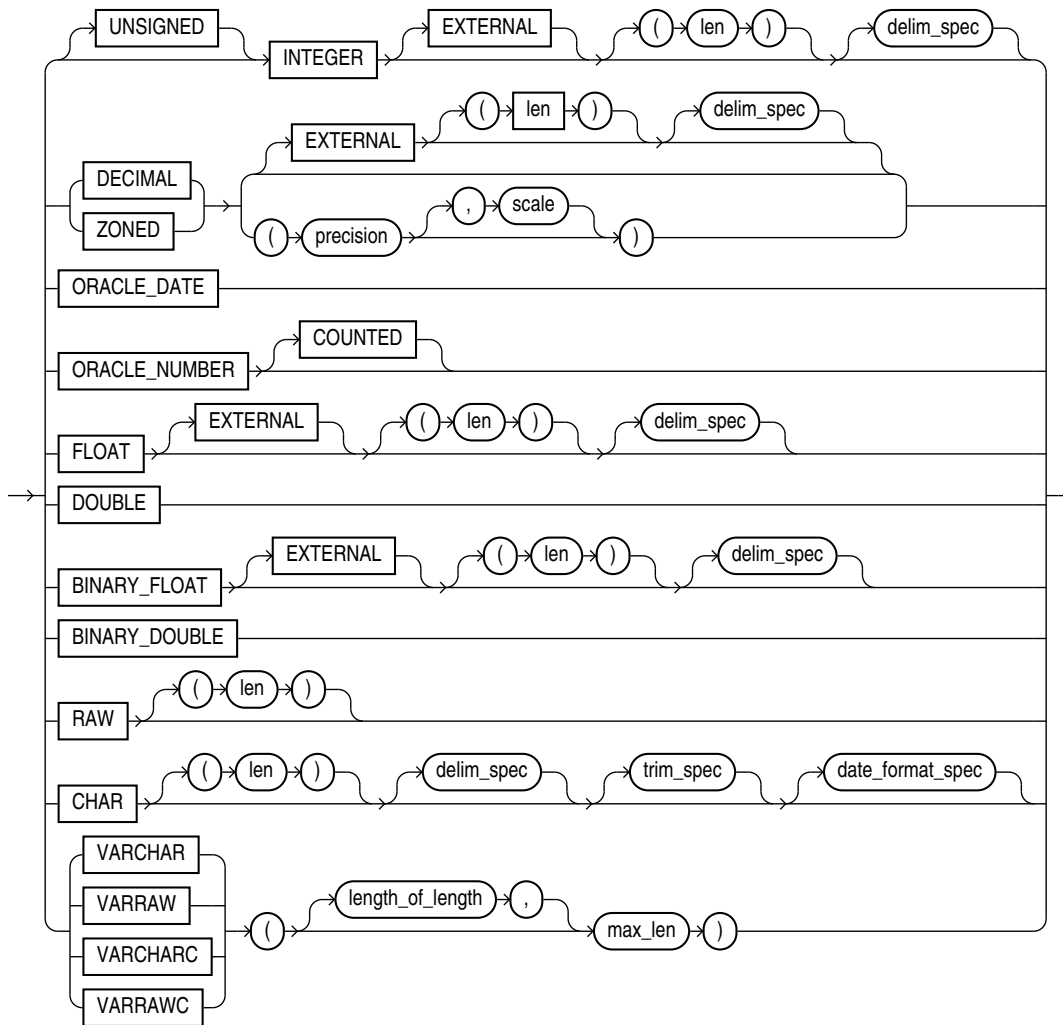 UNSIGNED INTEGER EXTERNAL ( len ) delim_spec
EXTERNAL ( len ) delim_spec
DECIMAL
ZONED
( precision , scale )
ORACLE_DATE
ORACLE_NUMBER COUNTED
FLOAT EXTERNAL ( len ) delim_spec
DOUBLE
BINARY_FLOAT EXTERNAL ( len ) delim_spec
BINARY_DOUBLE
RAW ( len )
CHAR ( len ) delim_spec trim_spec date_format_spec
VARCHAR
VARRAW
VARCHARC
VARRAWC
( length_of_length , max_len )